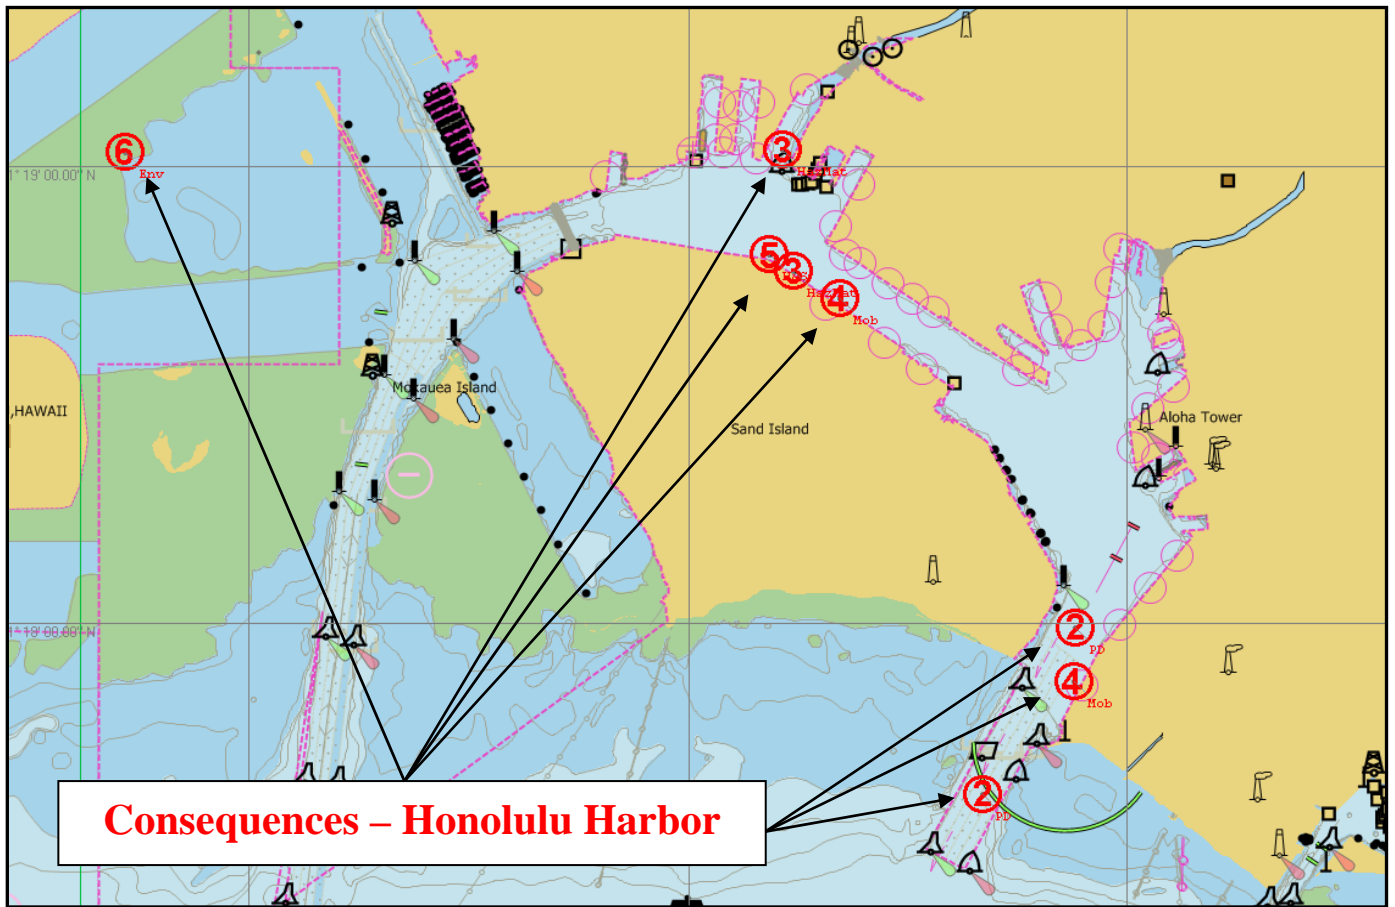 6
Env
1° 19' 00.00" N
3
HazMat
5
3
HazMat
4
Mob
Mokauea Island
,HAWAII
Sand Island
Aloha Tower
1° 18' 00.00" N
2
PD
4
Mob
2
PD
Consequences – Honolulu Harbor